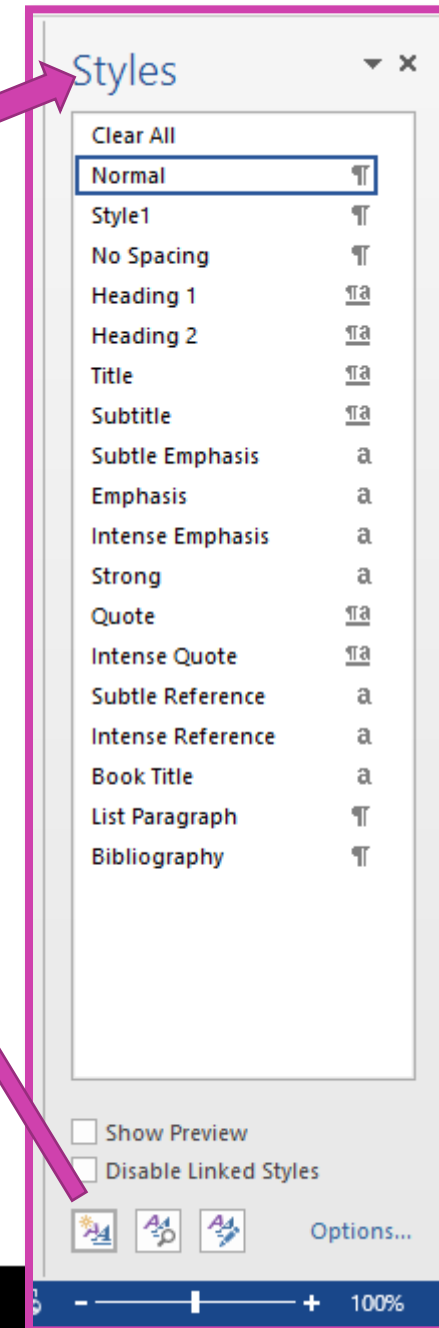 Styles
Clear All
Normal ¶
Style1 ¶
No Spacing ¶
Heading 1 ¶a
Heading 2 ¶a
Title ¶a
Subtitle ¶a
Subtle Emphasis a
Emphasis a
Intense Emphasis a
Strong a
Quote ¶a
Intense Quote ¶a
Subtle Reference a
Intense Reference a
Book Title a
List Paragraph ¶
Bibliography ¶
Show Preview
Disable Linked Styles
Options...
- + 100%